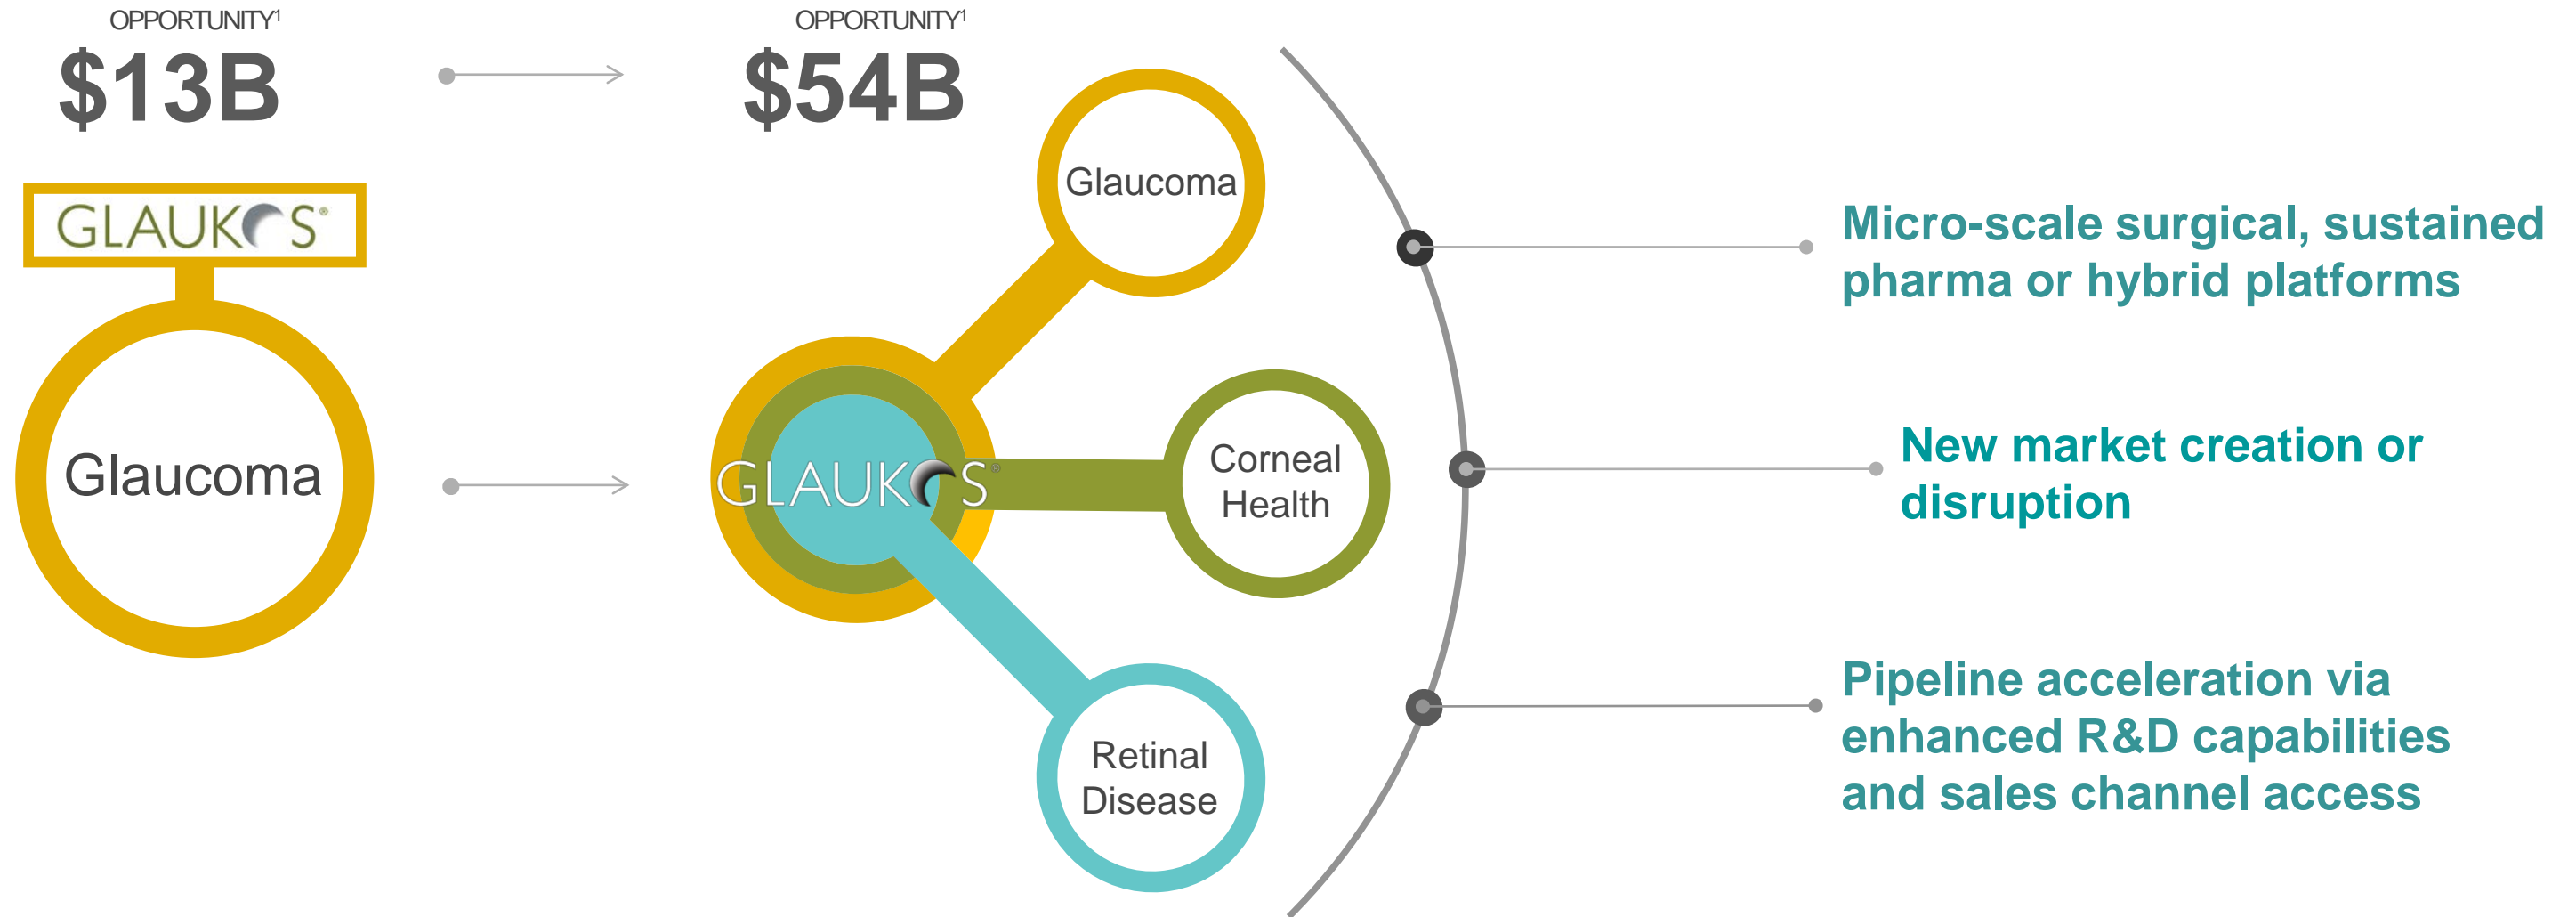 OPPORTUNITY¹
$13B
GLAUKOS®
Glaucoma
OPPORTUNITY¹
$54B
Glaucoma
GLAUKOS®
Corneal
Health
Retinal
Disease
Micro-scale surgical, sustained
pharma or hybrid platforms
New market creation or
disruption
Pipeline acceleration via
enhanced R&D capabilities
and sales channel access